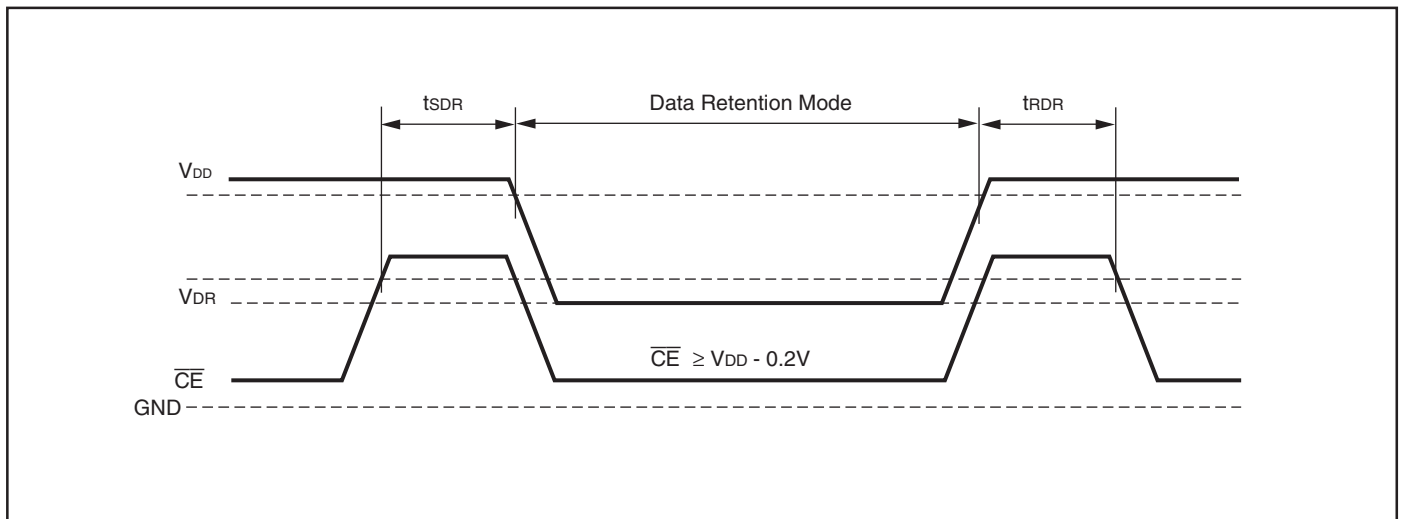 tSDR Data Retention Mode tRDR
VDD
VDR
CE ≥ VDD - 0.2V
CE
GND